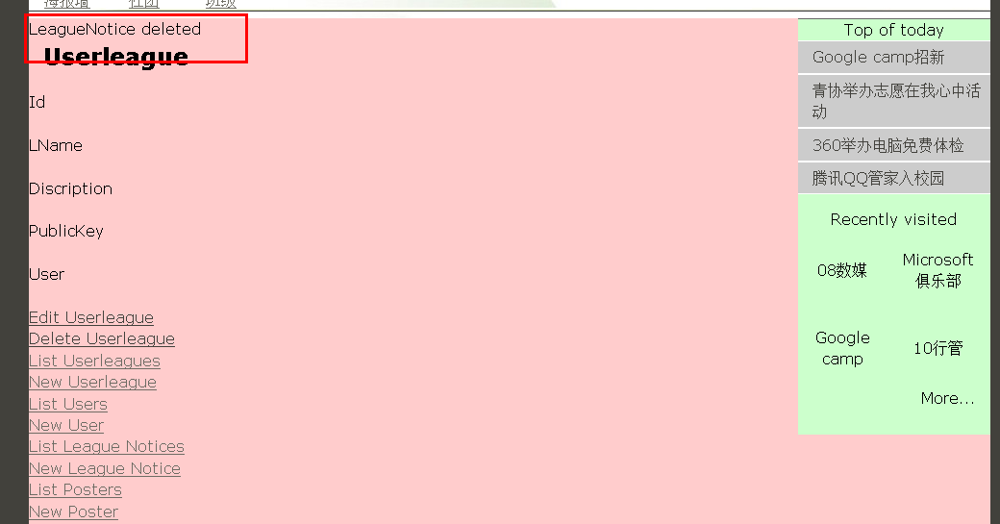 海报墙 社团 班级
LeagueNotice deleted
Userleague
Id
LName
Discription
PublicKey
User
Edit Userleague
Delete Userleague
List Userleagues
New Userleague
List Users
New User
List League Notices
New League Notice
List Posters
New Poster
Top of today
Google camp招新
青协举办志愿在我心中活
动
360举办电脑免费体检
腾讯QQ管家入校园
Recently visited
08数媒
Microsoft
俱乐部
Google
camp
10行管
More...